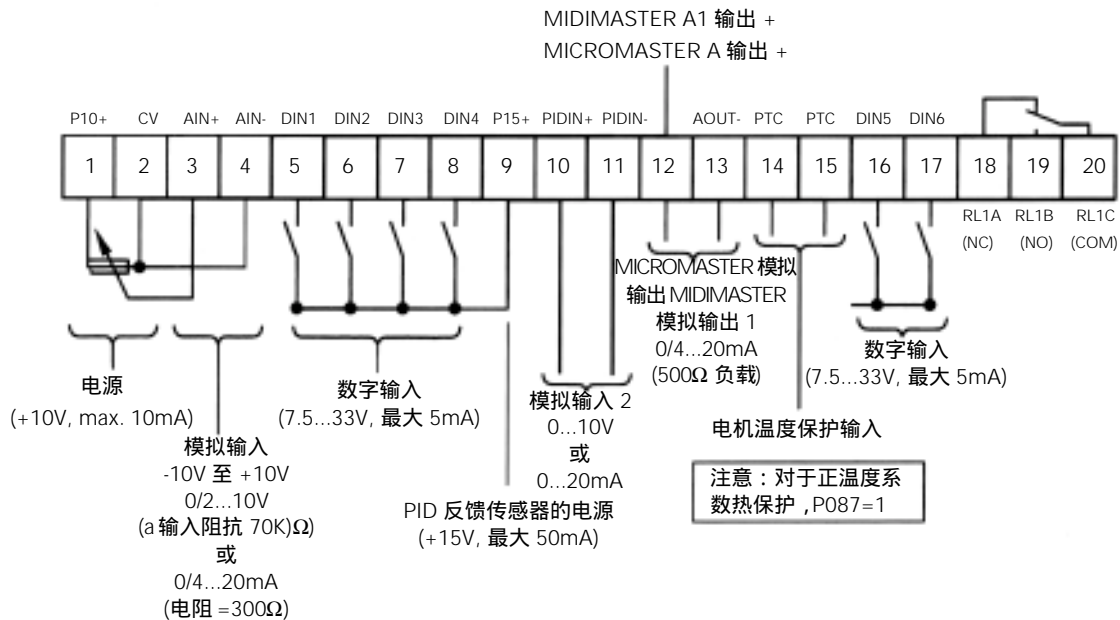 MIDIMASTER A1 输出 +
MICROMASTER A 输出 +
P10+ CV AIN+ AIN- DIN1 DIN2 DIN3 DIN4 P15+ PIDIN+ PIDIN- AOUT- PTC PTC DIN5 DIN6
1 2 3 4 5 6 7 8 9 10 11 12 13 14 15 16 17 18 19 20
RL1A RL1B RL1C
(NC) (NO) (COM)
电源
(+10V, max. 10mA)
模拟输入
-10V 至 +10V
0/2...10V
(a 输入阻抗 70K)Ω)
或
0/4...20mA
(电阻 =300Ω)
数字输入
(7.5...33V, 最大 5mA)
PID 反馈传感器的电源
(+15V, 最大 50mA)
模拟输入 2
0...10V
或
0...20mA
MICROMASTER 模拟
输出 MIDIMASTER
模拟输出 1
0/4...20mA
(500Ω 负载)
电机温度保护输入
数字输入
(7.5...33V, 最大 5mA)
注意：对于正温度系
数热保护 , P087=1